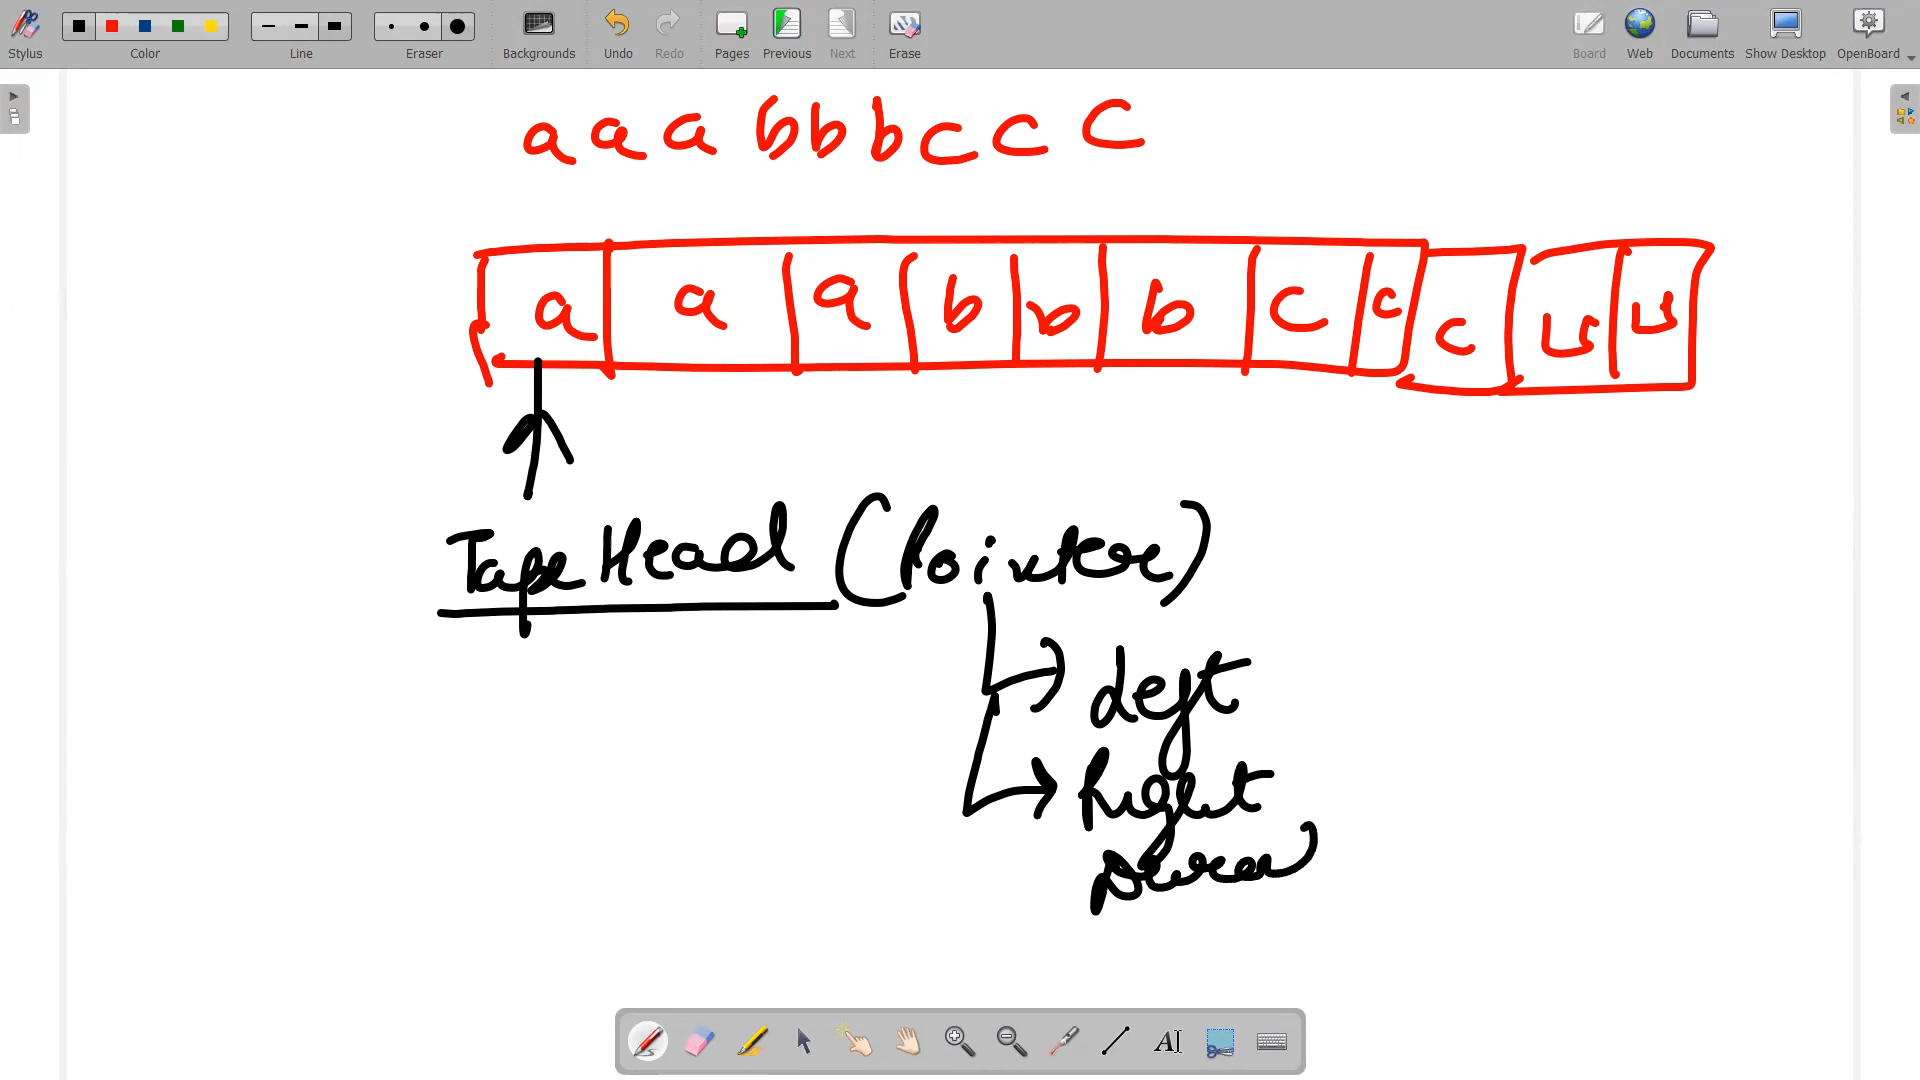 Stylus Color Line Eraser Backgrounds Undo Redo Pages Previous Next Erase Board Web Documents Show Desktop OpenBoard
a a a b b b c c c
a a a b b b c c c ⊔ ⊔
Tape Head (Pointer)
Left
Right